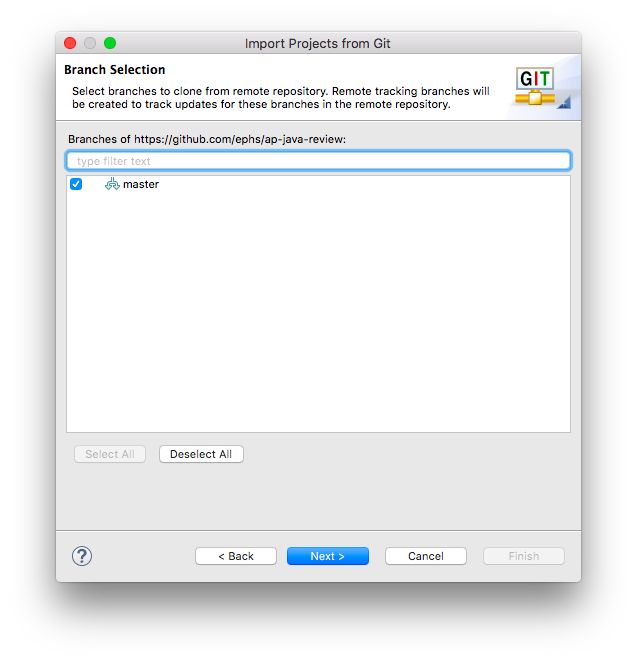 Import Projects from Git
Branch Selection
Select branches to clone from remote repository. Remote tracking branches will
be created to track updates for these branches in the remote repository.
GIT
Branches of https://github.com/ephs/ap-java-review:
type filter text
master
Select All
Deselect All
?
< Back
Next >
Cancel
Finish